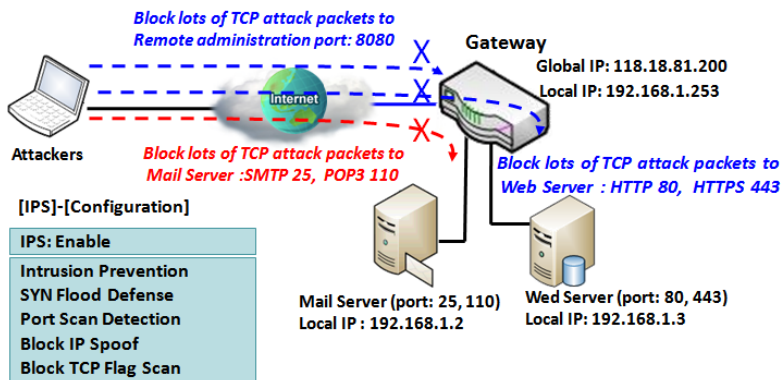 Block lots of TCP attack packets to
Remote administration port: 8080
Gateway
Global IP: 118.18.81.200
Local IP: 192.168.1.253
Internet
Attackers
Block lots of TCP attack packets to
Mail Server :SMTP 25, POP3 110
Block lots of TCP attack packets to
Web Server : HTTP 80, HTTPS 443
[IPS]-[Configuration]
IPS: Enable
Intrusion Prevention
SYN Flood Defense
Port Scan Detection
Block IP Spoof
Block TCP Flag Scan
Mail Server (port: 25, 110)
Local IP : 192.168.1.2
Wed Server (port: 80, 443)
Local IP: 192.168.1.3